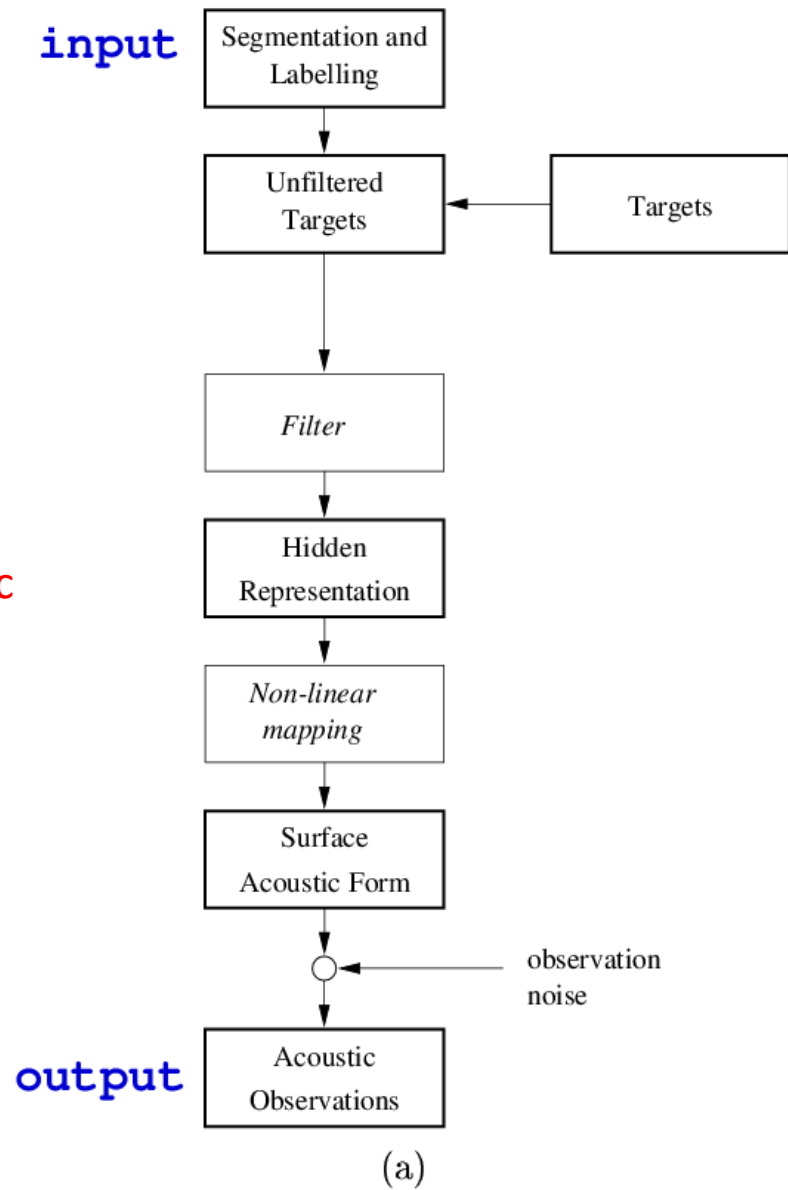 input
Segmentation and
Labelling
Unfiltered
Targets
Targets
Filter
Hidden
Representation
c
Non-linear
mapping
Surface
Acoustic Form
observation
noise
output
Acoustic
Observations
(a)